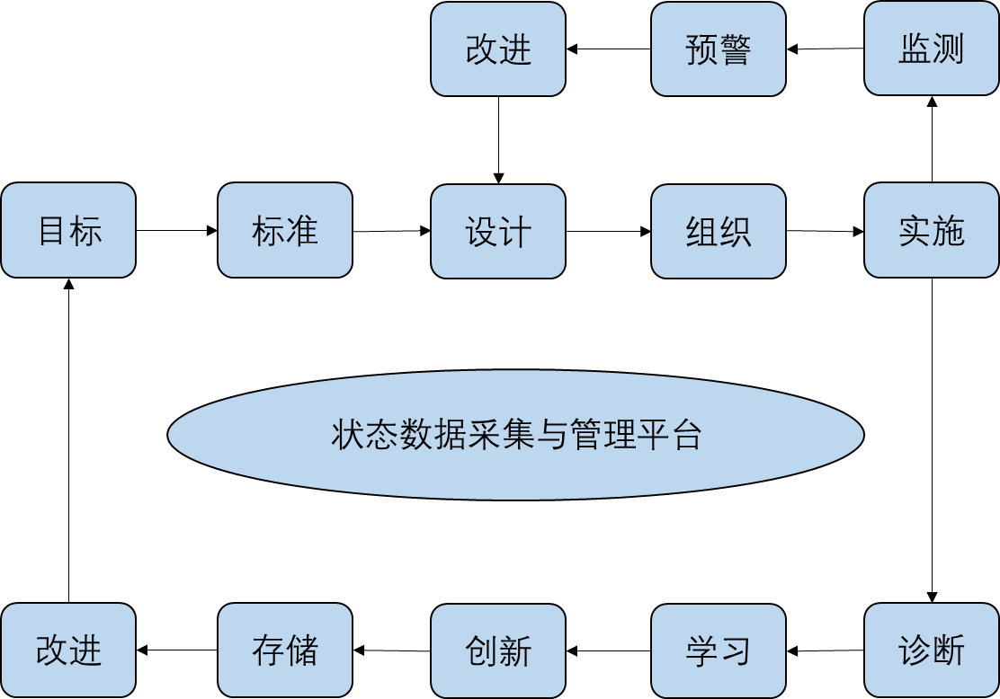 改进
预警
监测
目标
标准
设计
组织
实施
状态数据采集与管理平台
改进
存储
创新
学习
诊断